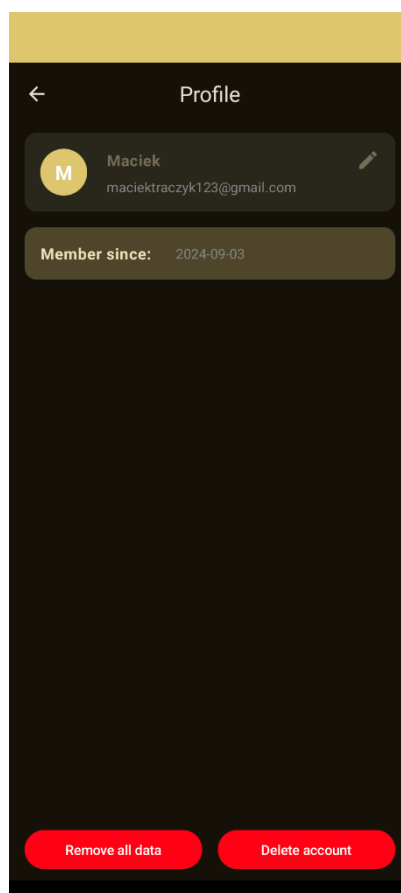 Profile
M
Maciek
maciektraczyk123@gmail.com
Member since: 2024-09-03
Remove all data Delete account